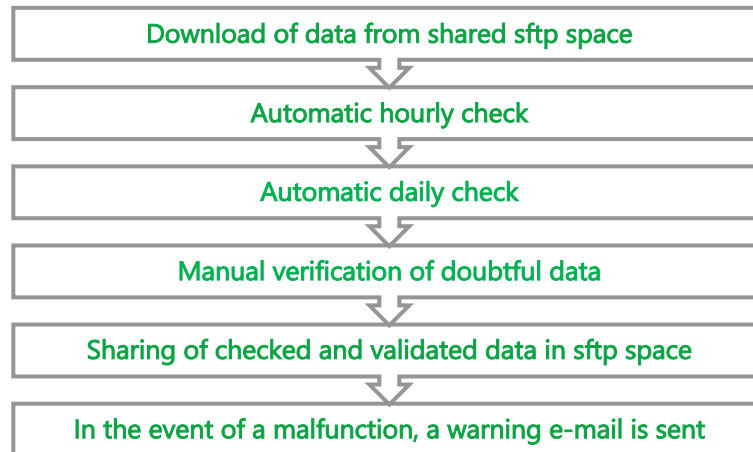 Download of data from shared sftp space
Automatic hourly check
Automatic daily check
Manual verification of doubtful data
Sharing of checked and validated data in sftp space
In the event of a malfunction, a warning e-mail is sent